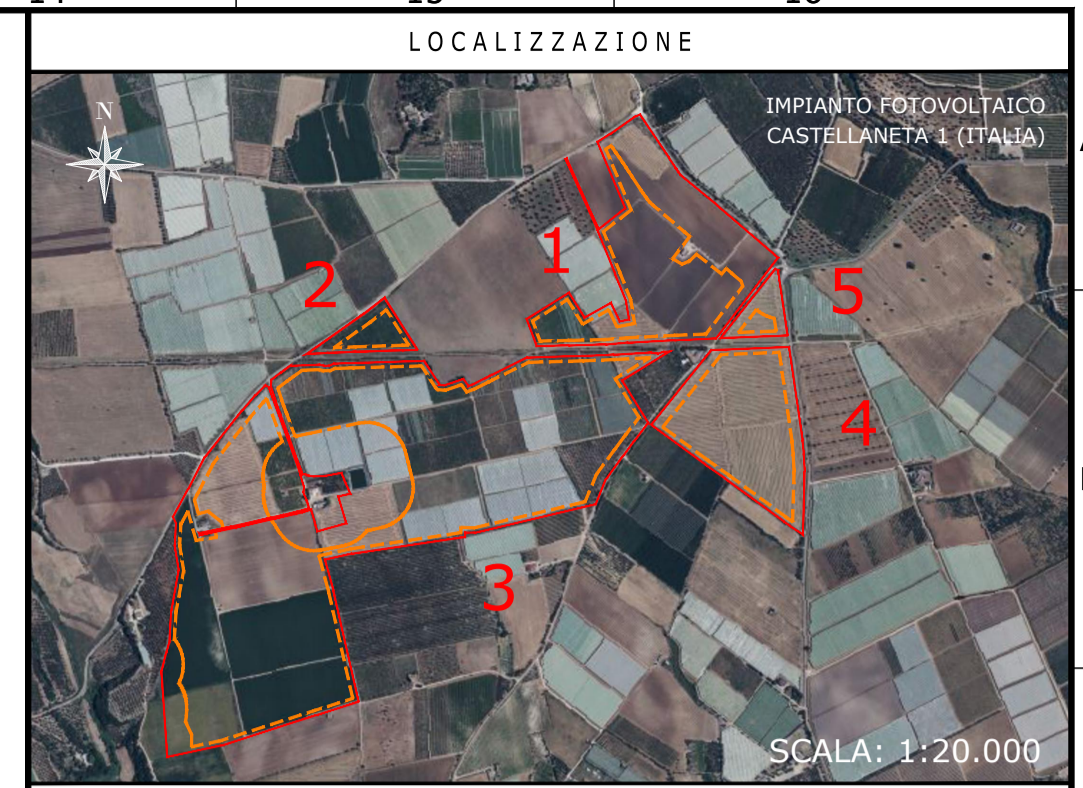 LOCALIZZAZIONE
N
IMPIANTO FOTOVOLTAICO
CASTELLANETA 1 (ITALIA)
1
2
5
4
3
SCALA: 1:20.000